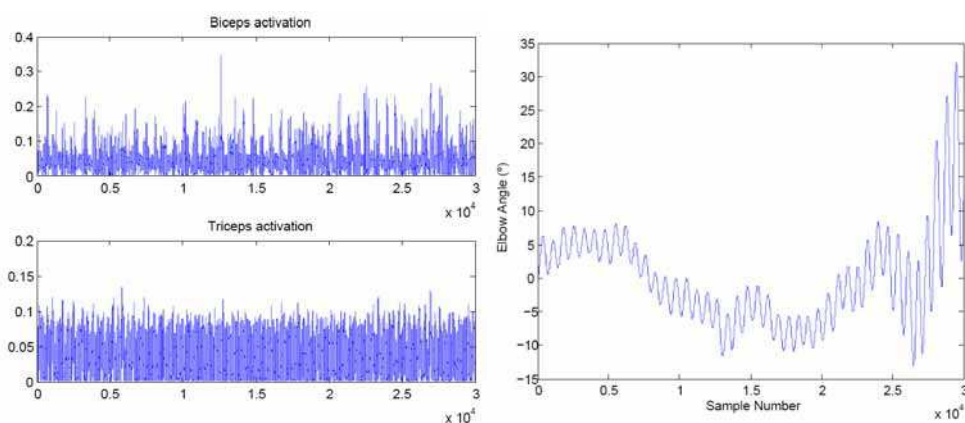 Biceps activation
0.4
0.3
0.2
0.1
0
0 0.5 1 1.5 2 2.5 3
x 10⁴
Triceps activation
0.2
0.15
0.1
0.05
0
0 0.5 1 1.5 2 2.5 3
x 10⁴
Elbow Angle (°)
35
30
25
20
15
10
5
0
−5
−10
−15
0 0.5 1 1.5 2 2.5 3
Sample Number
x 10⁴